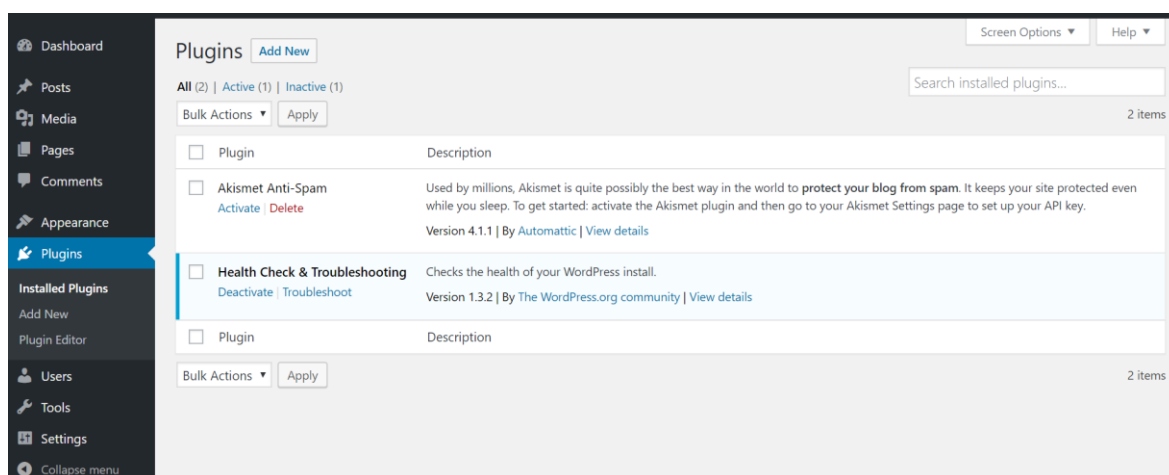 Dashboard
Posts
Media
Pages
Comments
Appearance
Plugins
Installed Plugins
Add New
Plugin Editor
Users
Tools
Settings
Collapse menu
Screen Options ▼ Help ▼
Plugins Add New
All (2) | Active (1) | Inactive (1)
Search installed plugins...
Bulk Actions ▼ Apply 2 items
Plugin Description
Akismet Anti-Spam
Activate | Delete
Used by millions, Akismet is quite possibly the best way in the world to protect your blog from spam. It keeps your site protected even
while you sleep. To get started: activate the Akismet plugin and then go to your Akismet Settings page to set up your API key.
Version 4.1.1 | By Automattic | View details
Health Check & Troubleshooting
Deactivate | Troubleshoot
Checks the health of your WordPress install.
Version 1.3.2 | By The WordPress.org community | View details
Plugin Description
Bulk Actions ▼ Apply 2 items